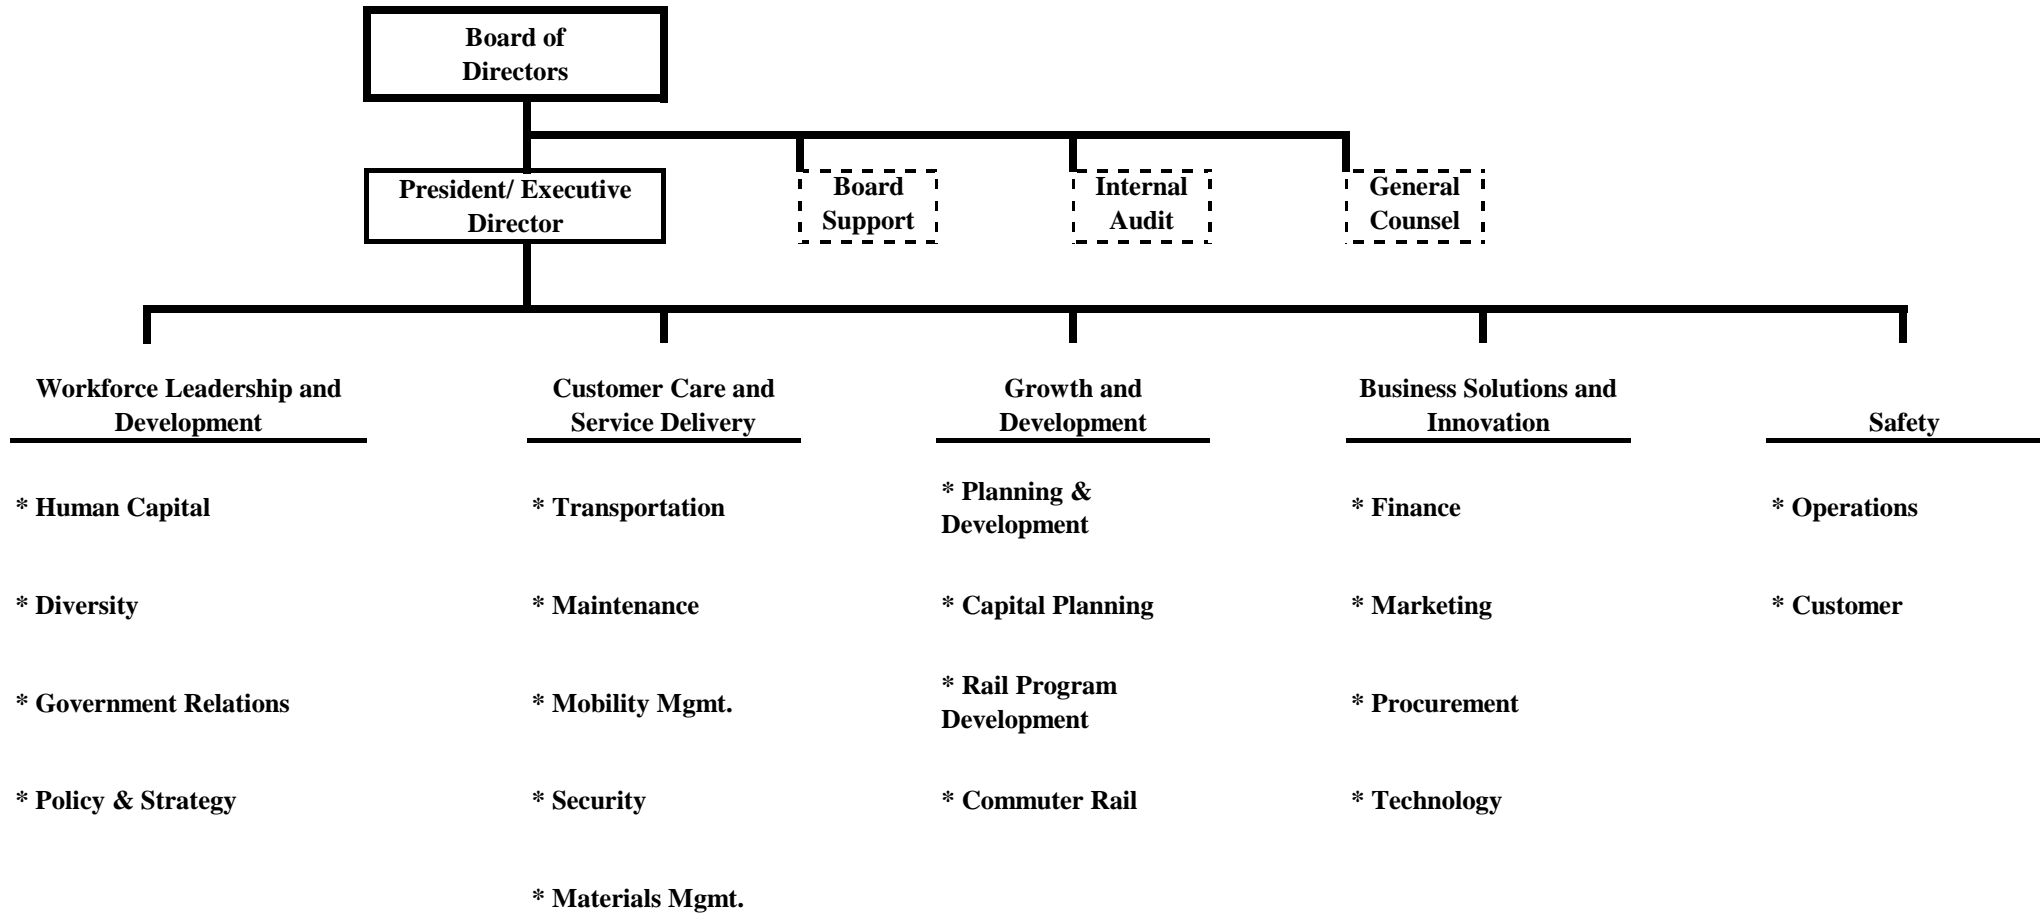 Board of
Directors
President/ Executive
Director
Board
Support
Internal
Audit
General
Counsel
Workforce Leadership and
Development
Customer Care and
Service Delivery
Growth and
Development
Business Solutions and
Innovation
Safety
* Human Capital
* Transportation
* Planning &
Development
* Finance
* Operations
* Diversity
* Maintenance
* Capital Planning
* Marketing
* Customer
* Government Relations
* Mobility Mgmt.
* Rail Program
Development
* Procurement
* Policy & Strategy
* Security
* Commuter Rail
* Technology
* Materials Mgmt.